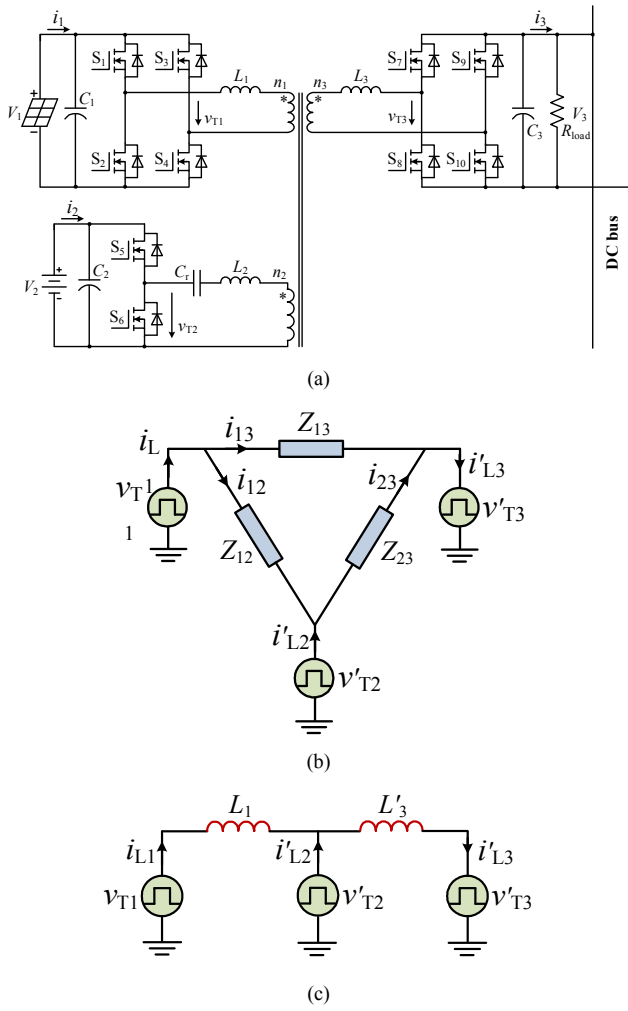 i1
S1
S3
L1
n1
n3
L3
S7
S9
i3
V1
C1
vT1
vT3
C3
Rload
V3
S2
S4
S8
S10
i2
S5
Cr
L2
n2
V2
C2
S6
vT2
DC bus
(a)
iL
i13
Z13
i'L3
vT 1
1
i12
i23
v'T3
Z12
Z23
i'L2
v'T2
(b)
L1
L'3
iL1
i'L2
i'L3
vT1
v'T2
v'T3
(c)